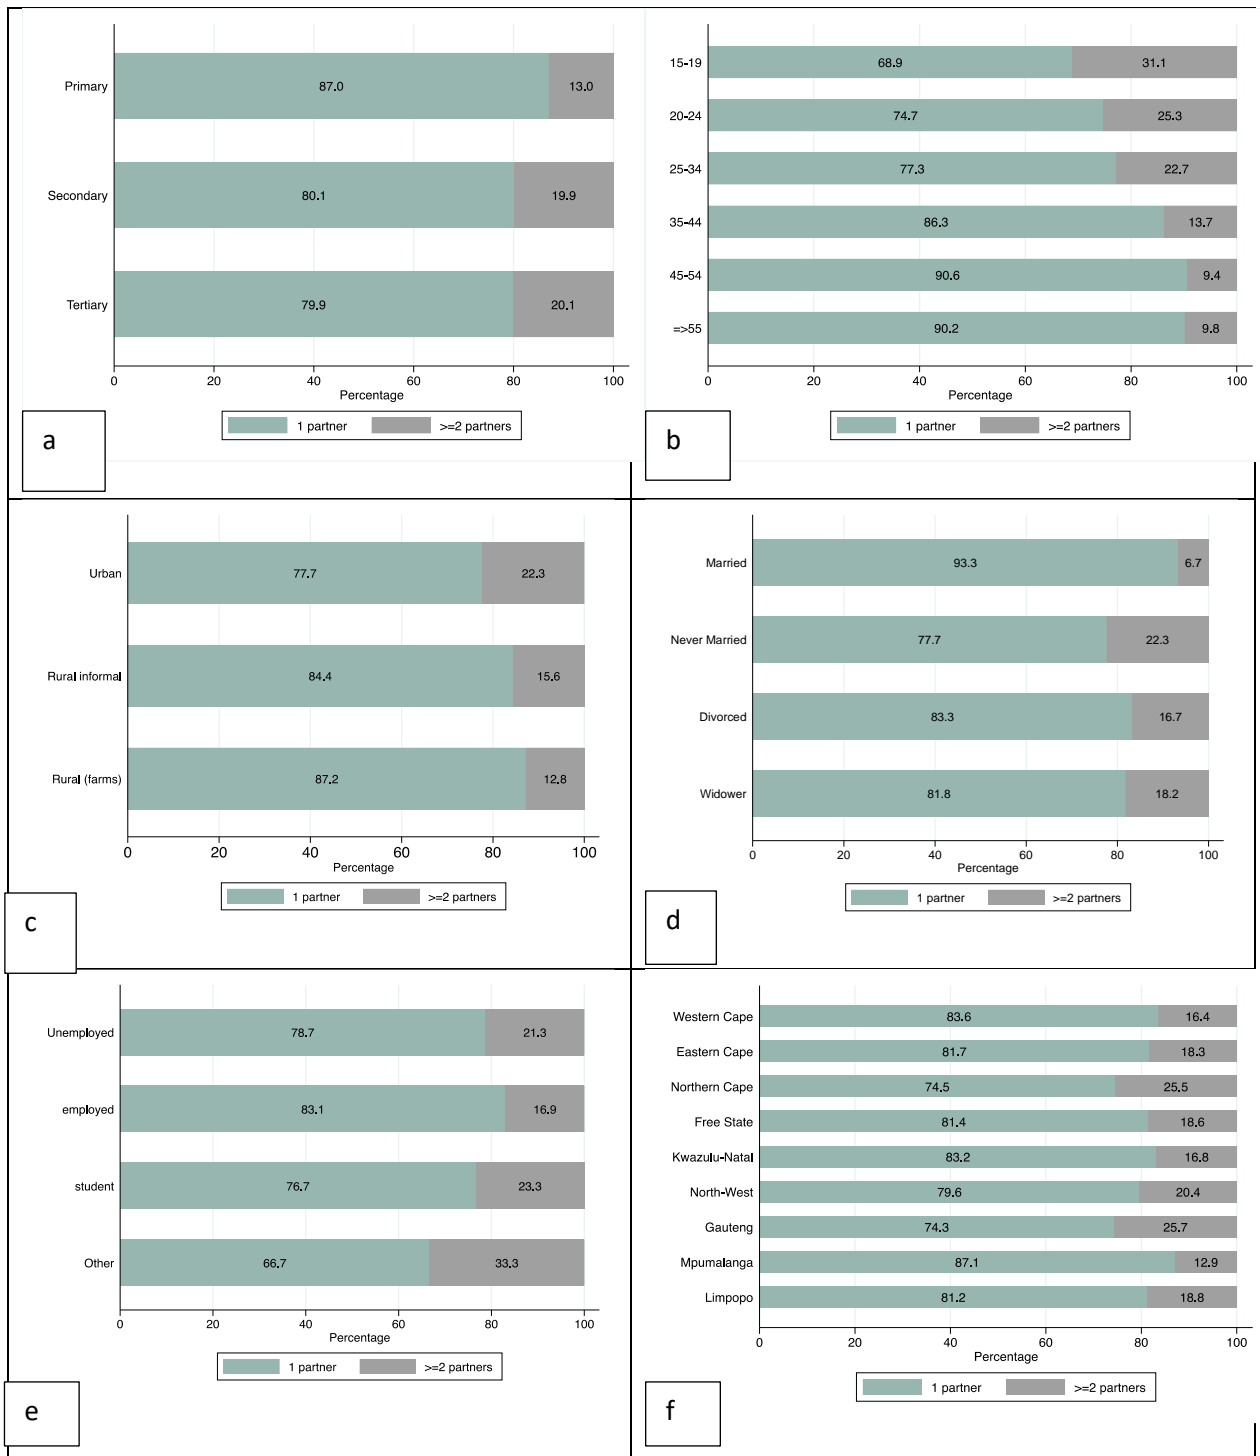 Primary 87.0 13.0
Secondary 80.1 19.9
Tertiary 79.9 20.1
0 20 40 60 80 100
Percentage
1 partner >=2 partners
a
15-19 68.9 31.1
20-24 74.7 25.3
25-34 77.3 22.7
35-44 86.3 13.7
45-54 90.6 9.4
=>55 90.2 9.8
0 20 40 60 80 100
Percentage
1 partner >=2 partners
b
Urban 77.7 22.3
Rural informal 84.4 15.6
Rural (farms) 87.2 12.8
0 20 40 60 80 100
Percentage
1 partner >=2 partners
c
Married 93.3 6.7
Never Married 77.7 22.3
Divorced 83.3 16.7
Widower 81.8 18.2
0 20 40 60 80 100
Percentage
1 partner >=2 partners
d
Unemployed 78.7 21.3
employed 83.1 16.9
student 76.7 23.3
Other 66.7 33.3
0 20 40 60 80 100
Percentage
1 partner >=2 partners
e
Western Cape 83.6 16.4
Eastern Cape 81.7 18.3
Northern Cape 74.5 25.5
Free State 81.4 18.6
Kwazulu-Natal 83.2 16.8
North-West 79.6 20.4
Gauteng 74.3 25.7
Mpumalanga 87.1 12.9
Limpopo 81.2 18.8
0 20 40 60 80 100
Percentage
1 partner >=2 partners
f